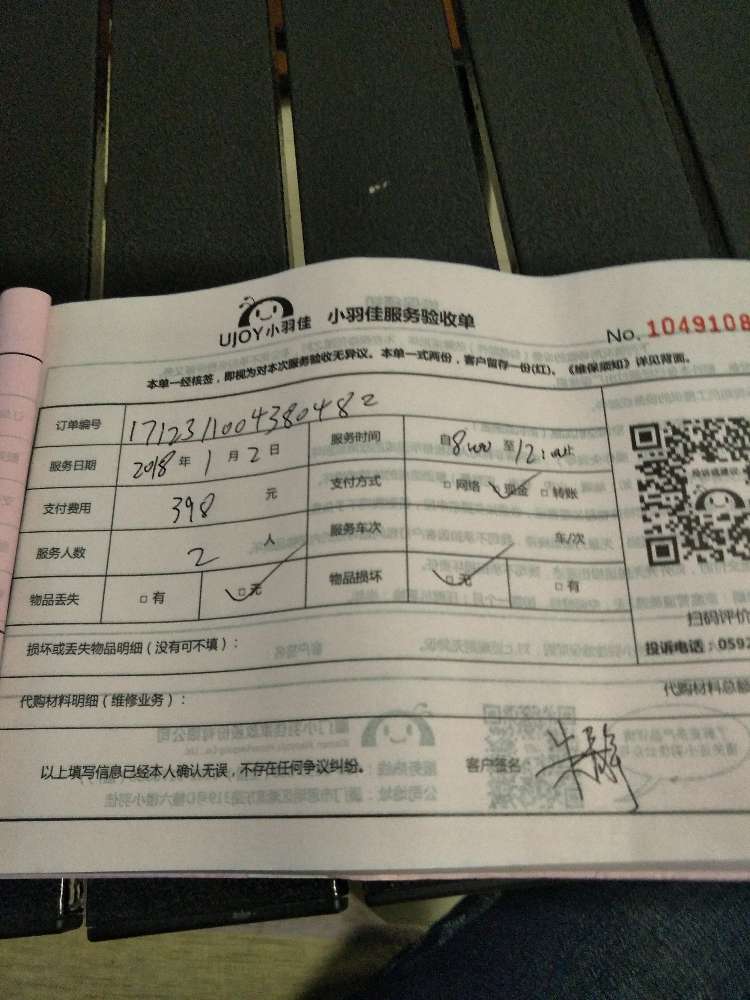 UJOY小羽佳 小羽佳服务验收单
No. 1049108
本单一经核签，即视为对本次服务验收无异议。本单一式两份，客户留存一份(红)。《维保须知》详见背面。
订单编号 1712311004380482
服务日期 2018 年 1 月 2 日 服务时间 自 8:00 至 12:00
支付费用 398 元 支付方式 □网络 ☑现金 □转账
服务人数 2 人 服务车次 车/次
物品丢失 □有 ☑无 物品损坏 ☑无 □有
扫码评价
损坏或丢失物品明细（没有可不填）：
投诉电话：0592
代购材料明细（维修业务）：
代购材料总额
以上填写信息已经本人确认无误，不存在任何争议纠纷。 客户签名 朱静